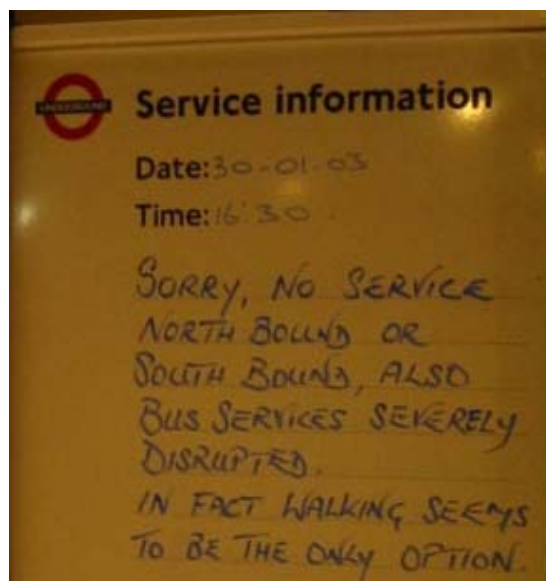 UNDERGROUND
Service information
Date: 30-01-03
Time: 16:30
SORRY, NO SERVICE
NORTH BOUND OR
SOUTH BOUND, ALSO
BUS SERVICES SEVERELY
DISRUPTED.
IN FACT WALKING SEEMS
TO BE THE ONLY OPTION.